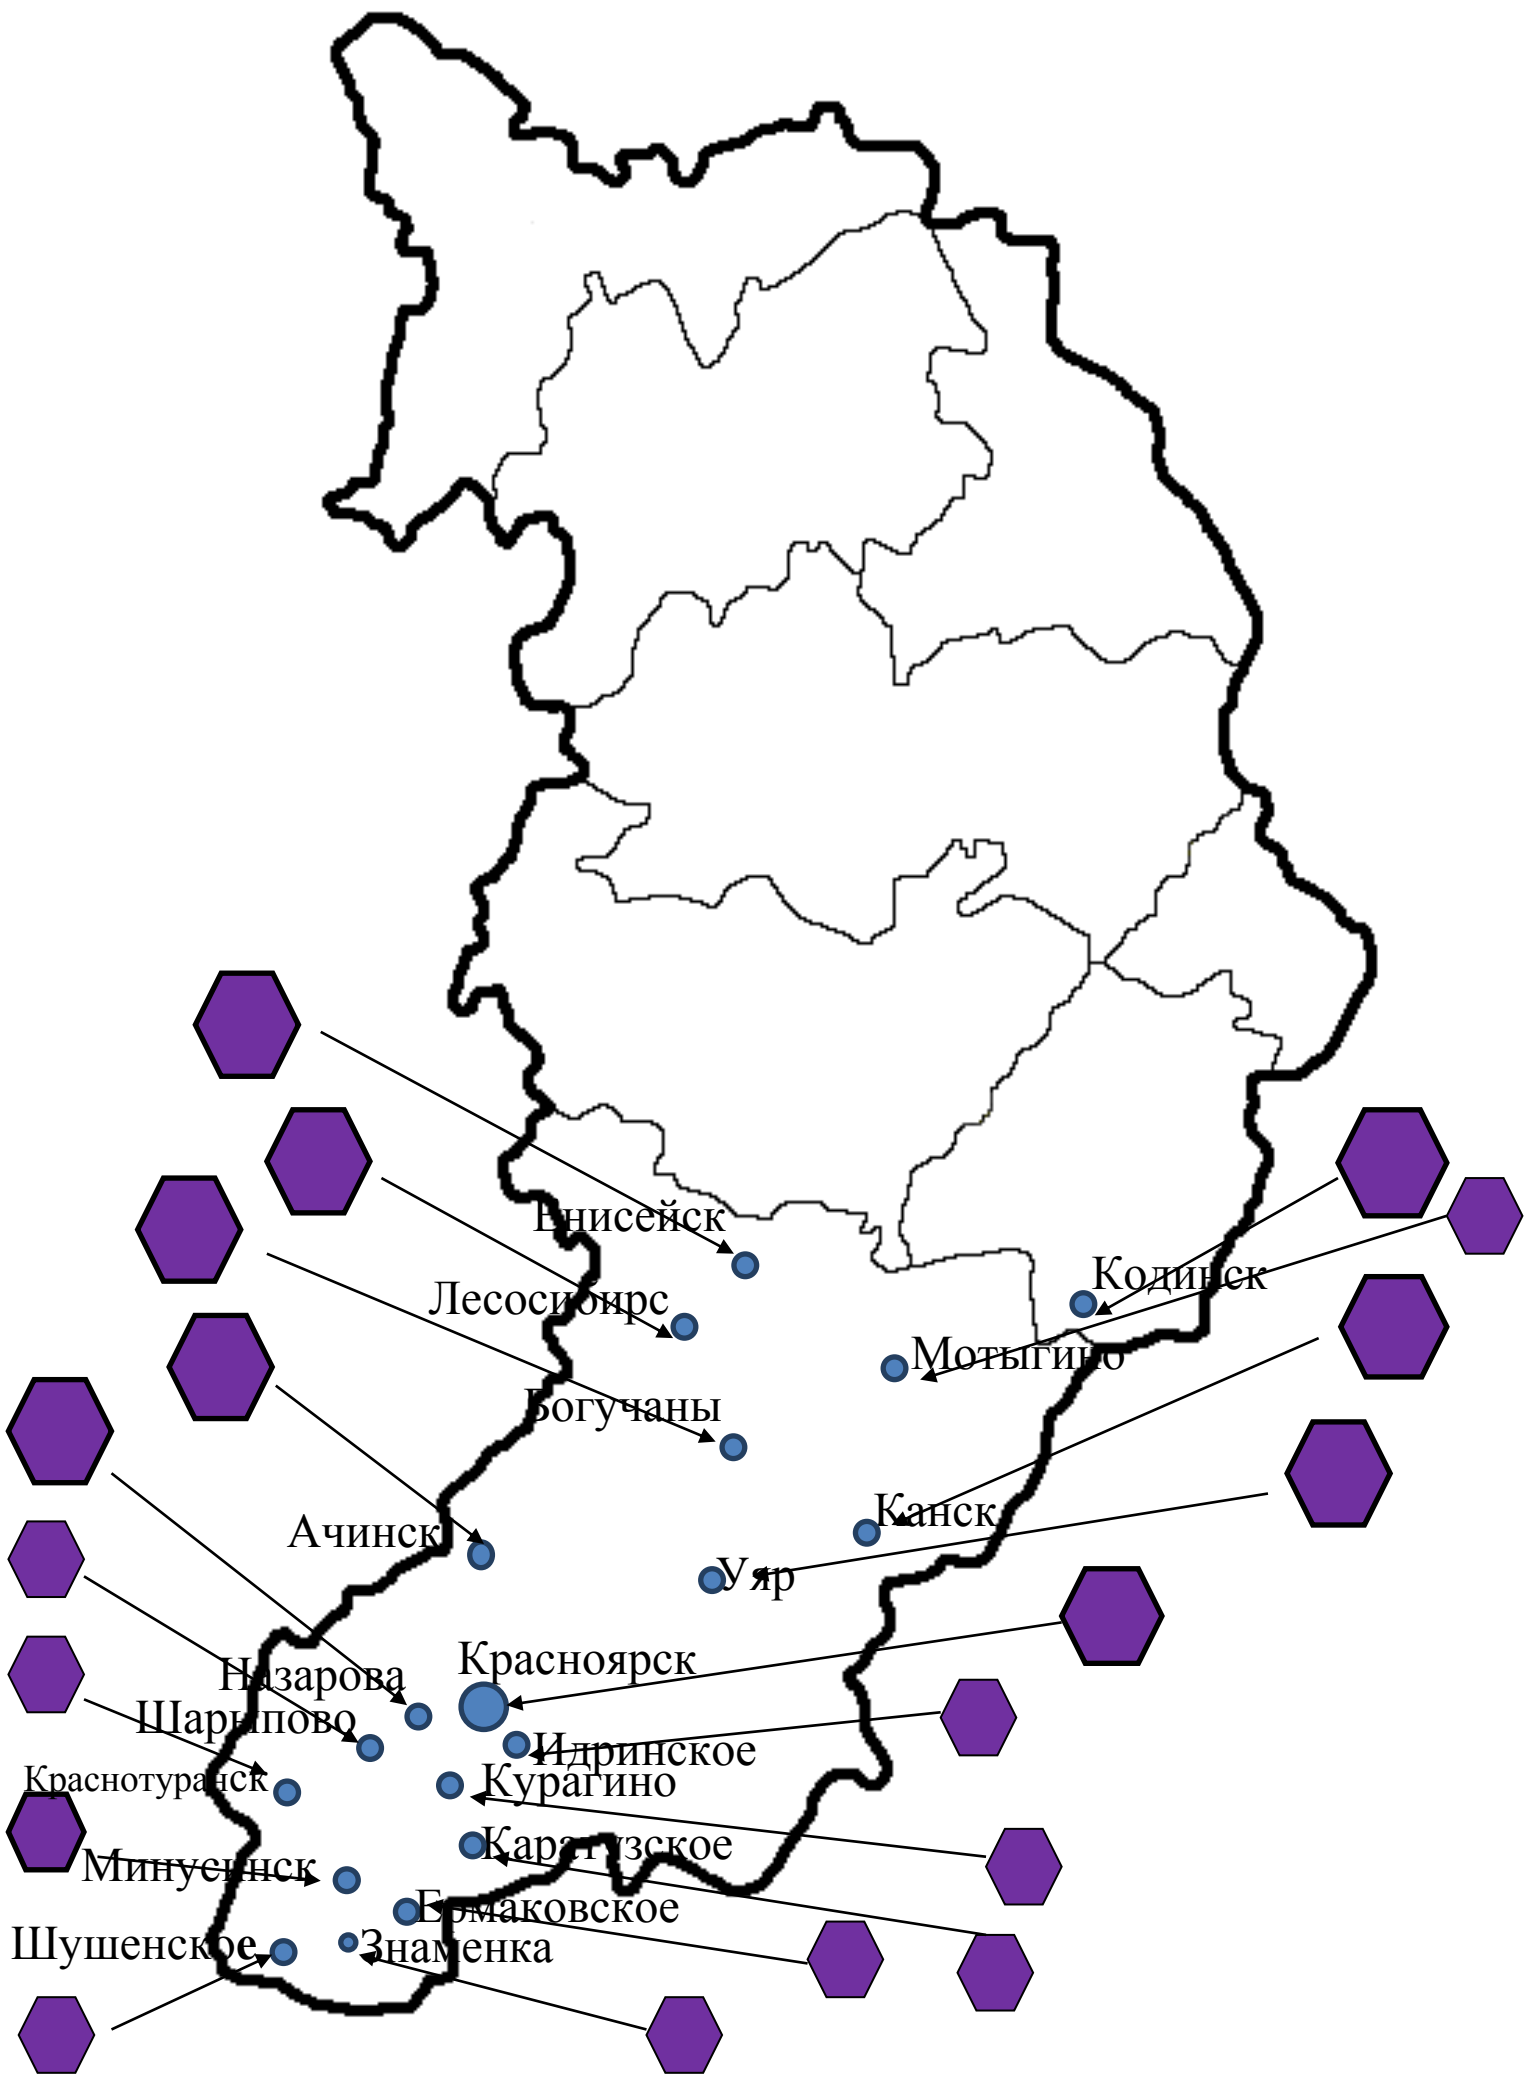 Енисейск
Кодинск
Лесосибирс
Мотыгино
Богучаны
Канск
Ачинск
Уяр
Красноярск
Назарова
Шарыпово
Идринское
Краснотуранск
Курагино
Каратузское
Минусинск
Ермаковское
Шушенское
Знаменка